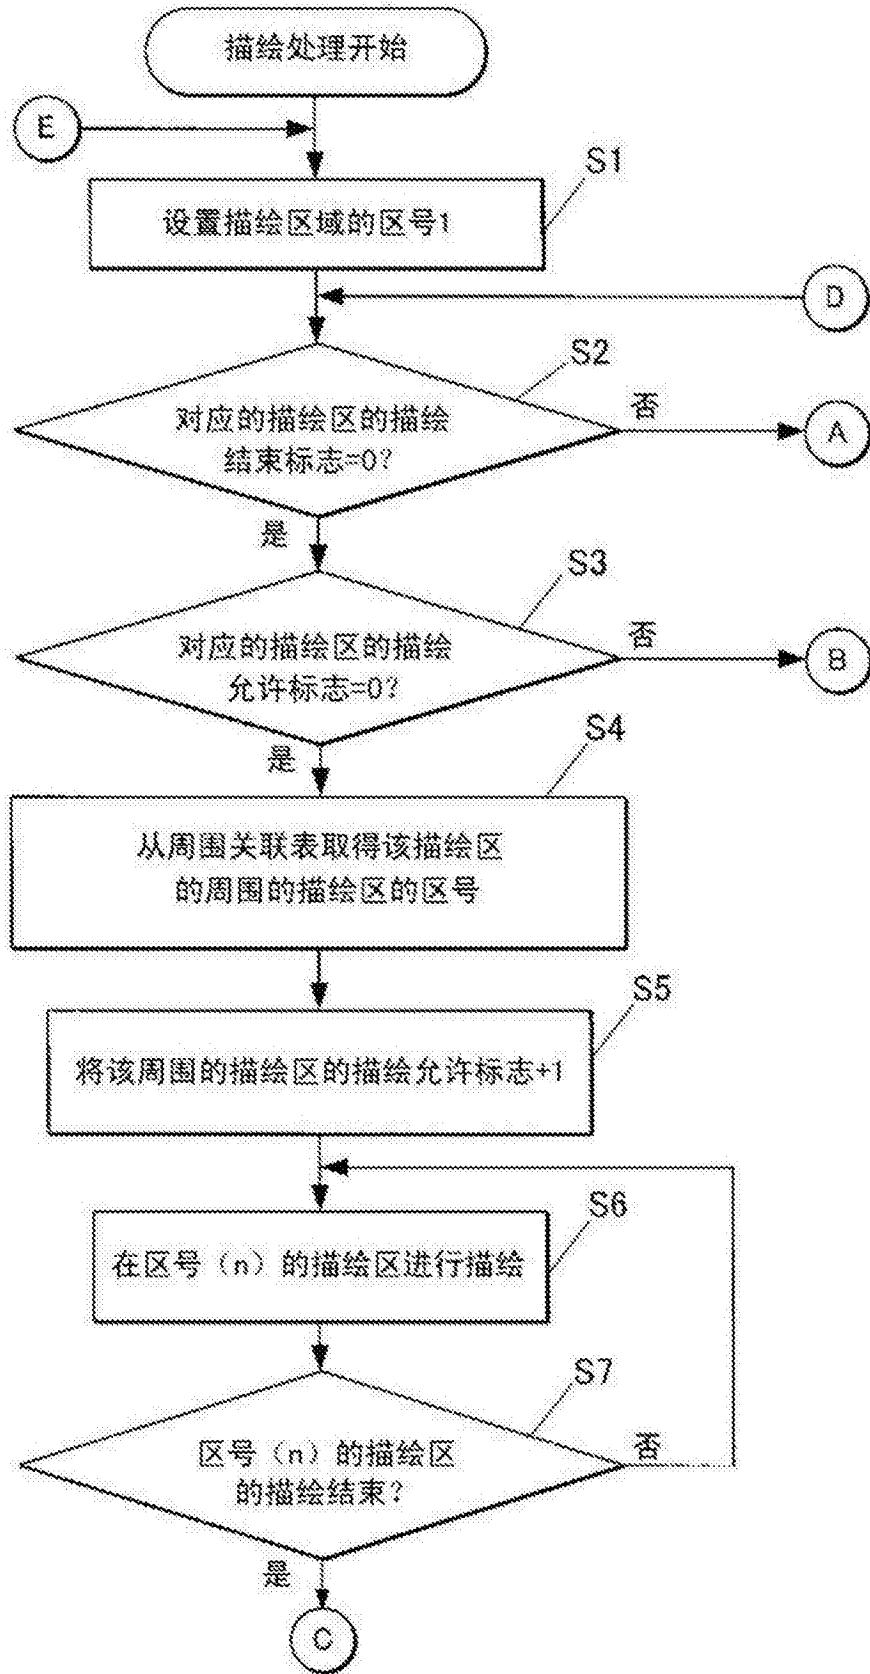 描绘处理开始
E
S1
设置描绘区域的区号1
D
S2
对应的描绘区的描绘
结束标志=0?
否
A
是
S3
对应的描绘区的描绘
允许标志=0?
否
B
是
S4
从周围关联表取得该描绘区
的周围的描绘区的区号
S5
将该周围的描绘区的描绘允许标志+1
S6
在区号（n）的描绘区进行描绘
S7
区号（n）的描绘区
的描绘结束?
否
是
C